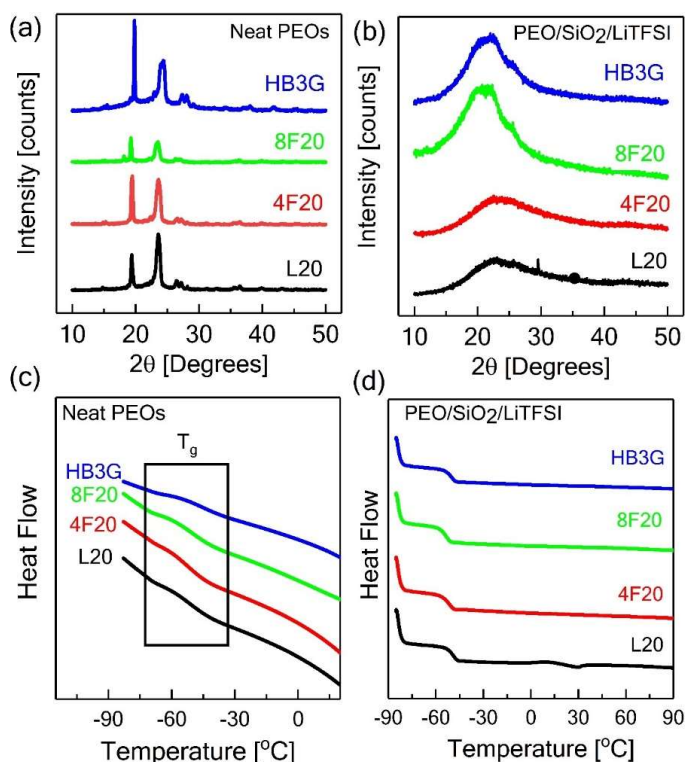 (a)
Neat PEOs
HB3G
8F20
4F20
L20
Intensity [counts]
10 20 30 40 50
2θ [Degrees]
(b)
PEO/SiO₂/LiTFSI
HB3G
8F20
4F20
L20
Intensity [counts]
10 20 30 40 50
2θ [Degrees]
(c)
Neat PEOs
T_g
HB3G
8F20
4F20
L20
Heat Flow
-90 -60 -30 0
Temperature [°C]
(d)
PEO/SiO₂/LiTFSI
HB3G
8F20
4F20
L20
Heat Flow
-90 -60 -30 0 30 60 90
Temperature [°C]